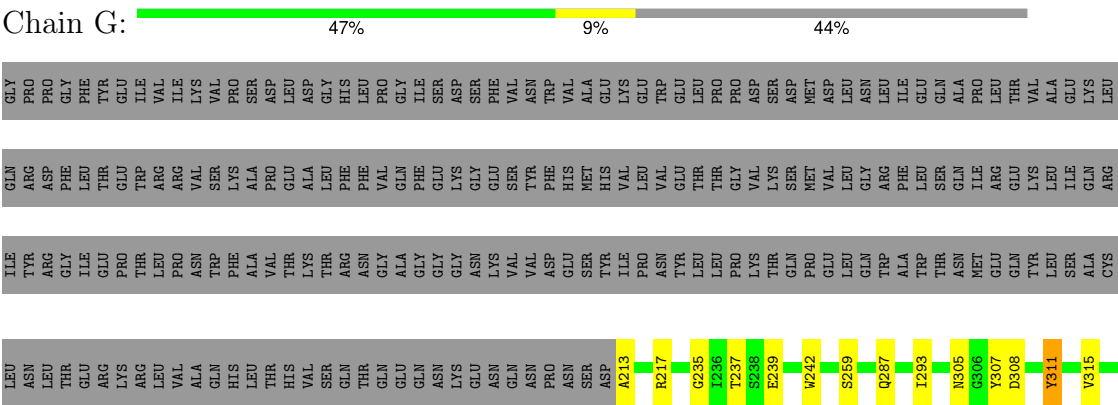 Chain G:
47% 9% 44%
GLY PRO PRO GLY PHE TYR GLU ILE VAL ILE LYS VAL PRO SER ASP LEU ASP GLY HIS LEU PRO GLY ILE SER ASP SER PHE VAL ASN TRP VAL ALA GLU LYS GLU TRP GLU LEU PRO PRO ASP SER ASP MET ASP LEU ASN LEU ILE GLU GLN ALA PRO LEU THR VAL ALA GLU LYS LEU
GLN ARG ASP PHE LEU THR GLU TRP ARG ARG VAL SER LYS ALA PRO GLU ALA LEU PHE PHE VAL GLN PHE GLU LYS GLY GLU SER TYR PHE HIS MET HIS VAL LEU VAL GLU THR THR GLY VAL LYS SER MET VAL LEU GLY ARG PHE LEU SER GLN ILE ARG GLU LYS LEU ILE GLN ARG
ILE TYR ARG GLY ILE GLU PRO THR LEU PRO ASN TRP PHE ALA VAL THR LYS THR ARG ASN GLY ALA GLY GLY GLY ASN LYS VAL VAL ASP GLU SER TYR ILE PRO ASN TYR LEU LEU PRO LYS THR GLN PRO GLU LEU GLN TRP ALA TRP THR ASN MET GLU GLN TYR LEU SER ALA CYS
LEU ASN LEU THR GLU ARG LYS ARG LEU VAL ALA GLN HIS LEU THR HIS VAL SER GLN THR GLN GLU GLN ASN LYS GLU ASN GLN ASN PRO ASN SER ASP A213 R217 G235 I236 T237 S238 E239 W242 S259 Q287 I293 N305 G306 Y307 D308 Y311 V315